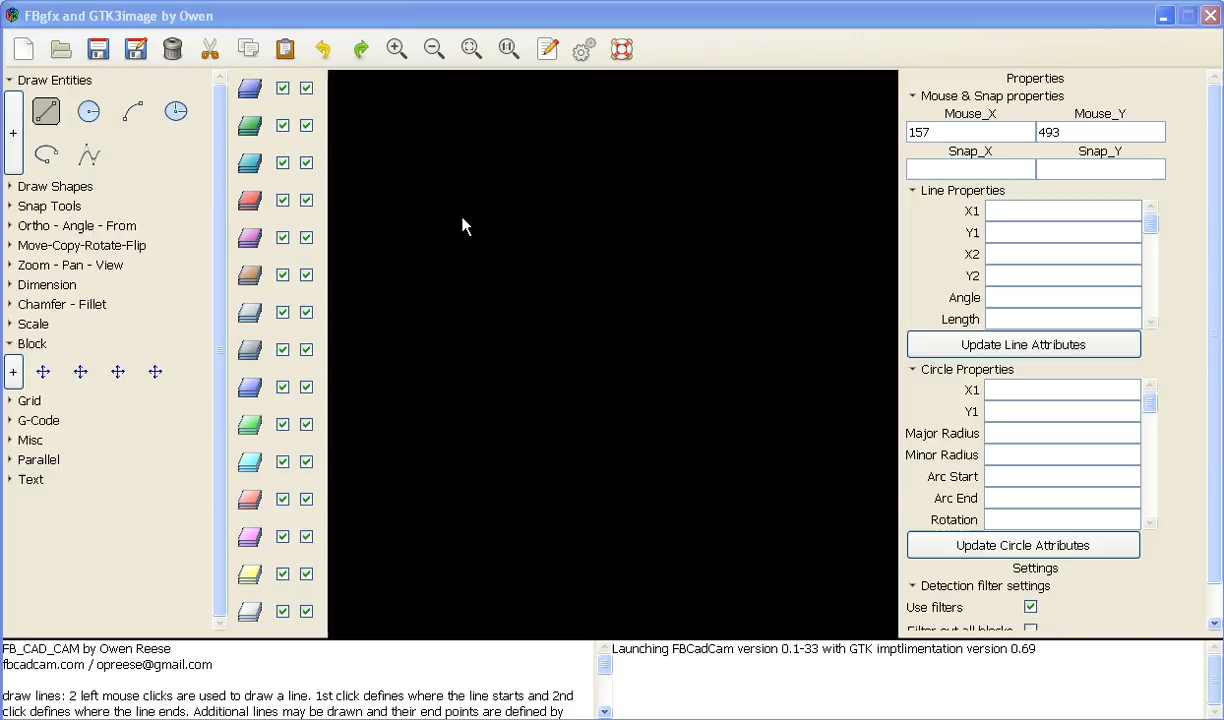 FBgfx and GTK3image by Owen
Draw Entities
+
Draw Shapes
Snap Tools
Ortho - Angle - From
Move-Copy-Rotate-Flip
Zoom - Pan - View
Dimension
Chamfer - Fillet
Scale
Block
+
Grid
G-Code
Misc
Parallel
Text
Properties
Mouse & Snap properties
Mouse_X Mouse_Y
157 493
Snap_X Snap_Y
Line Properties
X1
Y1
X2
Y2
Angle
Length
Update Line Attributes
Circle Properties
X1
Y1
Major Radius
Minor Radius
Arc Start
Arc End
Rotation
Update Circle Attributes
Settings
Detection filter settings
Use filters
Filter out all blocks
FB_CAD_CAM by Owen Reese
fbcadcam.com / opreese@gmail.com
draw lines: 2 left mouse clicks are used to draw a line. 1st click defines where the line starts and 2nd
click defines where the line ends. Additional lines may be drawn and their end points are defined by
Launching FBCadCam version 0.1-33 with GTK imptlimentation version 0.69